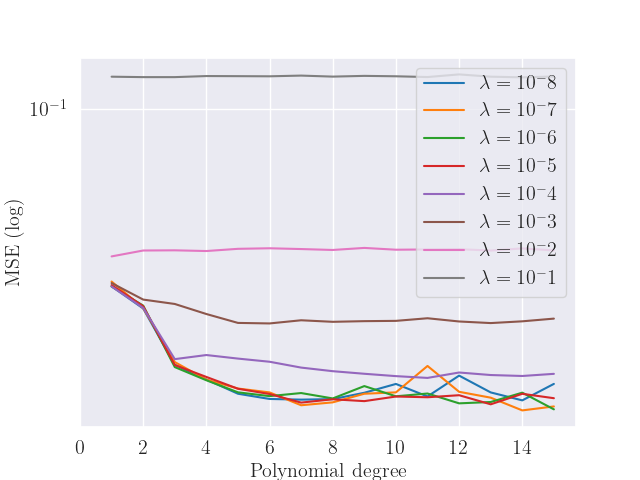 10⁻¹
MSE (log)
λ = 10⁻8
λ = 10⁻7
λ = 10⁻6
λ = 10⁻5
λ = 10⁻4
λ = 10⁻3
λ = 10⁻2
λ = 10⁻1
0 2 4 6 8 10 12 14
Polynomial degree